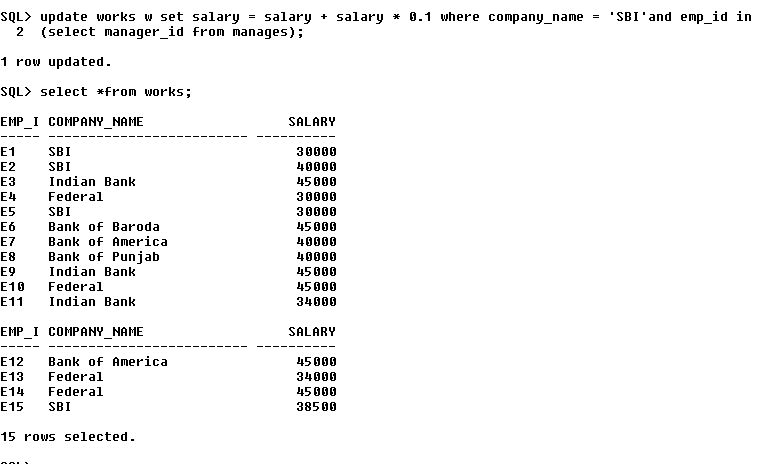 SQL> update works w set salary = salary + salary * 0.1 where company_name = 'SBI'and emp_id in
  2  (select manager_id from manages);
1 row updated.
SQL> select *from works;
EMP_I COMPANY_NAME                  SALARY
----- ------------------------- ----------
E1    SBI                            30000
E2    SBI                            40000
E3    Indian Bank                    45000
E4    Federal                        30000
E5    SBI                            30000
E6    Bank of Baroda                 45000
E7    Bank of America                40000
E8    Bank of Punjab                 40000
E9    Indian Bank                    45000
E10   Federal                        45000
E11   Indian Bank                    34000
EMP_I COMPANY_NAME                  SALARY
----- ------------------------- ----------
E12   Bank of America                45000
E13   Federal                        34000
E14   Federal                        45000
E15   SBI                            38500
15 rows selected.